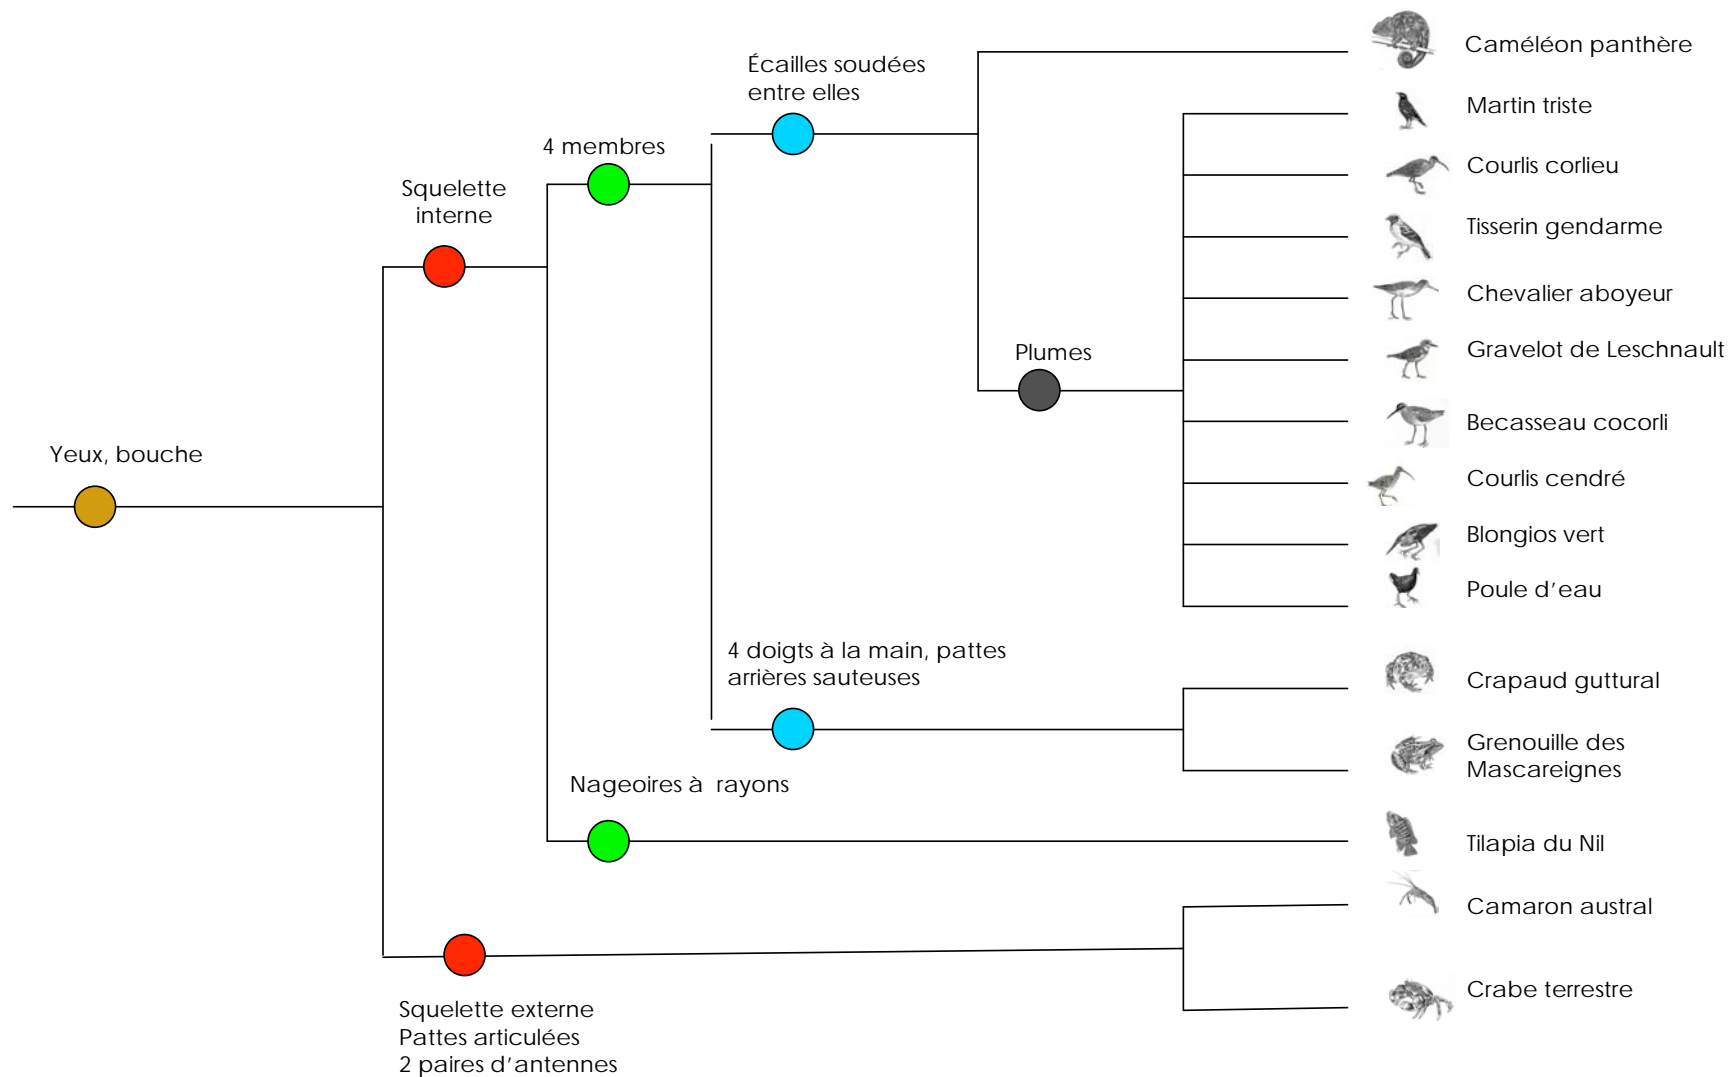 Caméléon panthère
Écailles soudées
entre elles
Martin triste
4 membres
Courlis corlieu
Squelette
interne
Tisserin gendarme
Chevalier aboyeur
Plumes
Gravelot de Leschnault
Becasseau cocorli
Yeux, bouche
Courlis cendré
Blongios vert
Poule d'eau
4 doigts à la main, pattes
arrières sauteuses
Crapaud guttural
Grenouille des
Mascareignes
Nageoires à rayons
Tilapia du Nil
Camaron austral
Crabe terrestre
Squelette externe
Pattes articulées
2 paires d'antennes